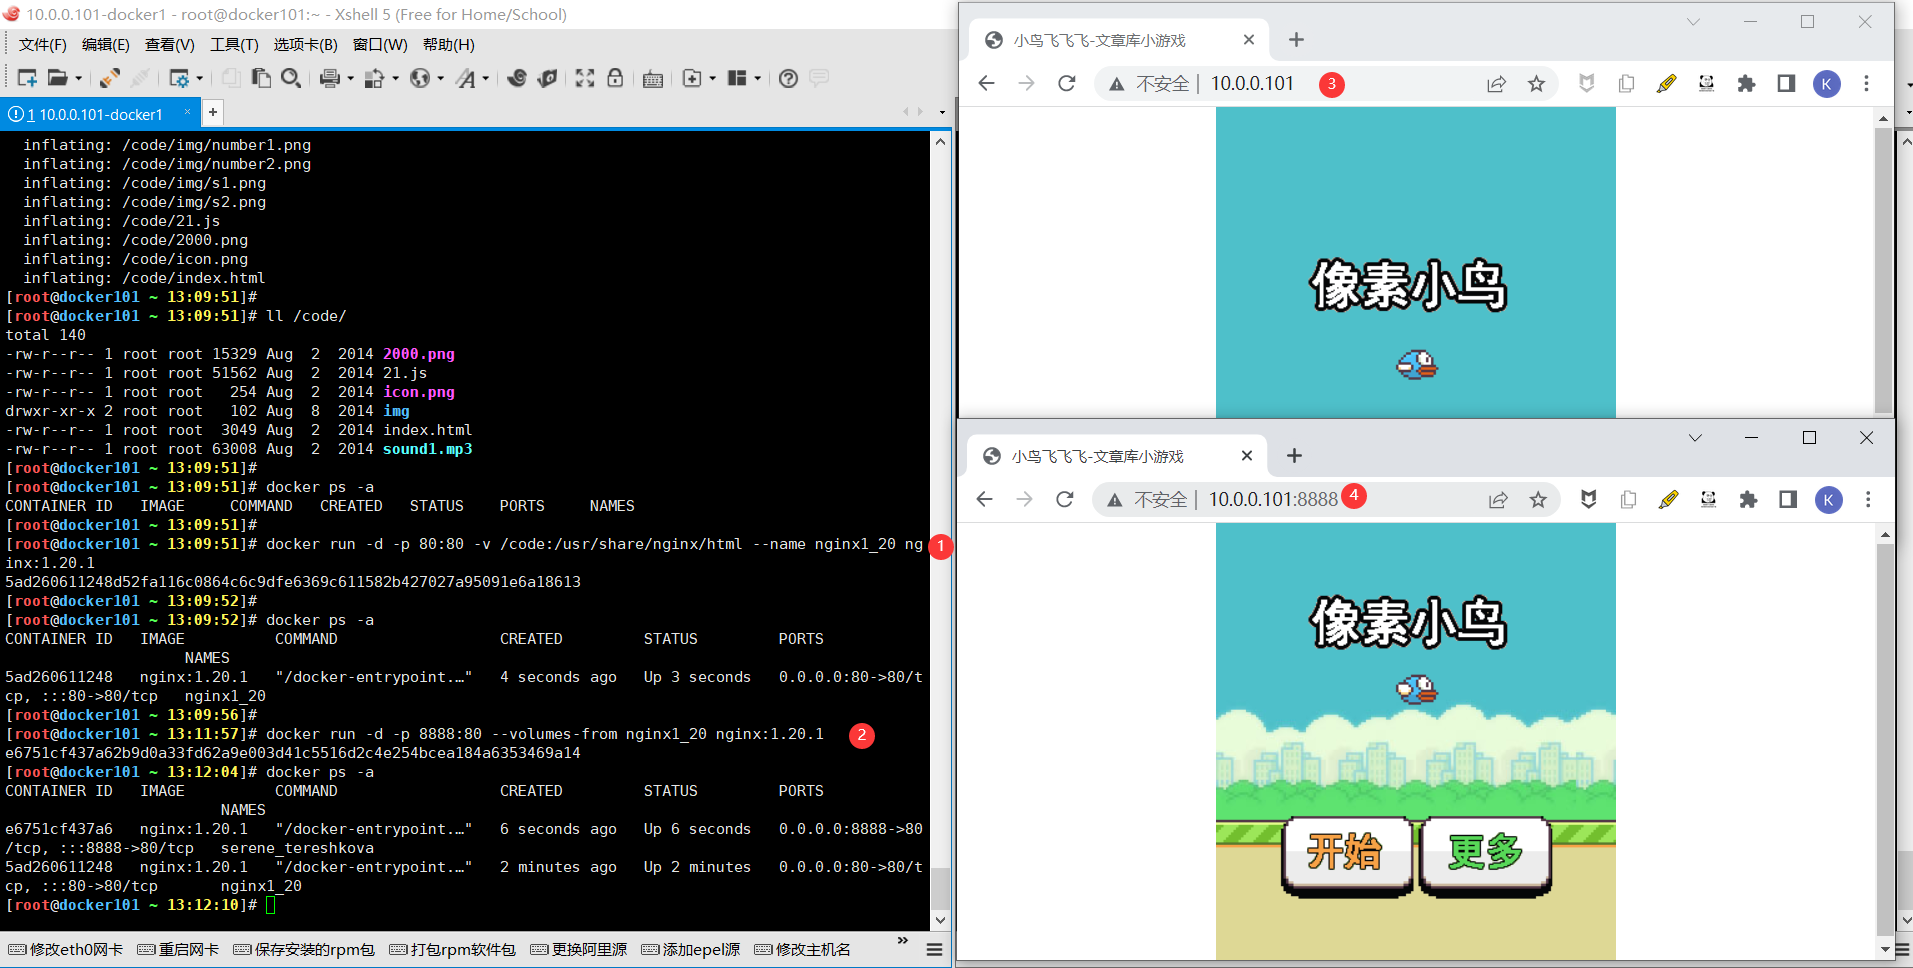 10.0.0.101-docker1 - root@docker101:~ - Xshell 5 (Free for Home/School)
文件(F) 编辑(E) 查看(V) 工具(T) 选项卡(B) 窗口(W) 帮助(H)
1 10.0.0.101-docker1
inflating: /code/img/number1.png
inflating: /code/img/number2.png
inflating: /code/img/s1.png
inflating: /code/img/s2.png
inflating: /code/21.js
inflating: /code/2000.png
inflating: /code/icon.png
inflating: /code/index.html
[root@docker101 ~ 13:09:51]#
[root@docker101 ~ 13:09:51]# ll /code/
total 140
-rw-r--r-- 1 root root 15329 Aug  2  2014 2000.png
-rw-r--r-- 1 root root 51562 Aug  2  2014 21.js
-rw-r--r-- 1 root root   254 Aug  2  2014 icon.png
drwxr-xr-x 2 root root   102 Aug  8  2014 img
-rw-r--r-- 1 root root  3049 Aug  2  2014 index.html
-rw-r--r-- 1 root root 63008 Aug  2  2014 sound1.mp3
[root@docker101 ~ 13:09:51]#
[root@docker101 ~ 13:09:51]# docker ps -a
CONTAINER ID   IMAGE     COMMAND   CREATED   STATUS    PORTS     NAMES
[root@docker101 ~ 13:09:51]#
[root@docker101 ~ 13:09:51]# docker run -d -p 80:80 -v /code:/usr/share/nginx/html --name nginx1_20 ng
1
inx:1.20.1
5ad260611248d52fa116c0864c6c9dfe6369c611582b427027a95091e6a18613
[root@docker101 ~ 13:09:52]#
[root@docker101 ~ 13:09:52]# docker ps -a
CONTAINER ID   IMAGE          COMMAND                  CREATED         STATUS         PORTS
NAMES
5ad260611248   nginx:1.20.1   "/docker-entrypoint.…"   4 seconds ago   Up 3 seconds   0.0.0.0:80->80/t
cp, :::80->80/tcp   nginx1_20
[root@docker101 ~ 13:09:56]#
[root@docker101 ~ 13:11:57]# docker run -d -p 8888:80 --volumes-from nginx1_20 nginx:1.20.1
2
e6751cf437a62b9d0a33fd62a9e003d41c5516d2c4e254bcea184a6353469a14
[root@docker101 ~ 13:12:04]# docker ps -a
CONTAINER ID   IMAGE          COMMAND                  CREATED         STATUS         PORTS
NAMES
e6751cf437a6   nginx:1.20.1   "/docker-entrypoint.…"   6 seconds ago   Up 6 seconds   0.0.0.0:8888->80
/tcp, :::8888->80/tcp   serene_tereshkova
5ad260611248   nginx:1.20.1   "/docker-entrypoint.…"   2 minutes ago   Up 2 minutes   0.0.0.0:80->80/t
cp, :::80->80/tcp       nginx1_20
[root@docker101 ~ 13:12:10]#
修改eth0网卡 重启网卡 保存安装的rpm包 打包rpm软件包 更换阿里源 添加epel源 修改主机名 »
小鸟飞飞飞-文章库小游戏
不安全 | 10.0.0.101
3
K
像素小鸟
小鸟飞飞飞-文章库小游戏
不安全 | 10.0.0.101:8888
4
K
像素小鸟
开始
更多